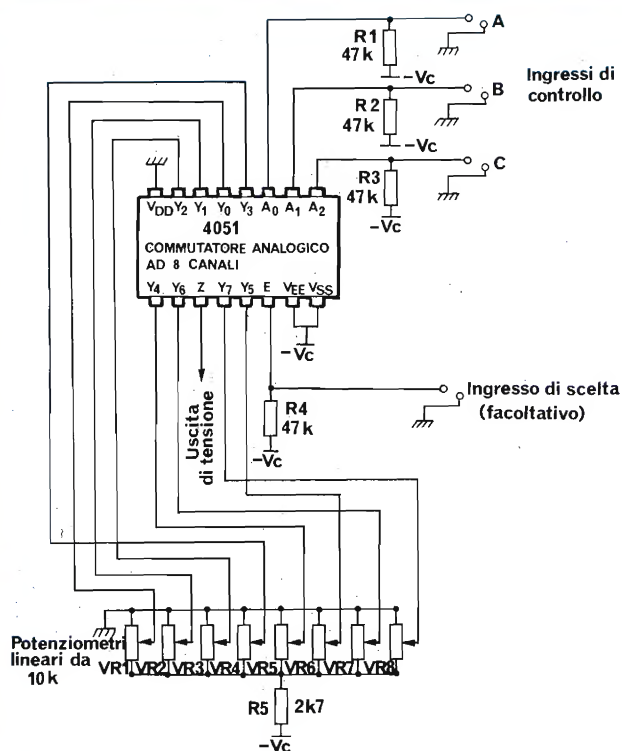 A
R1
47k
-Vc
Ingressi di
controllo
B
R2
47k
-Vc
C
R3
47k
-Vc
VDD Y2 Y1 Y0 Y3 A0 A1 A2
4051
COMMUTATORE ANALOGICO
AD 8 CANALI
Y4 Y6 Z Y7 Y5 E VEE VSS
-Vc
Uscita
di tensione
R4
47k
-Vc
Ingresso di scelta
(facoltativo)
Potenziometri
lineari da
10k
VR1 VR2 VR3 VR4 VR5 VR6 VR7 VR8
R5 2k7
-Vc